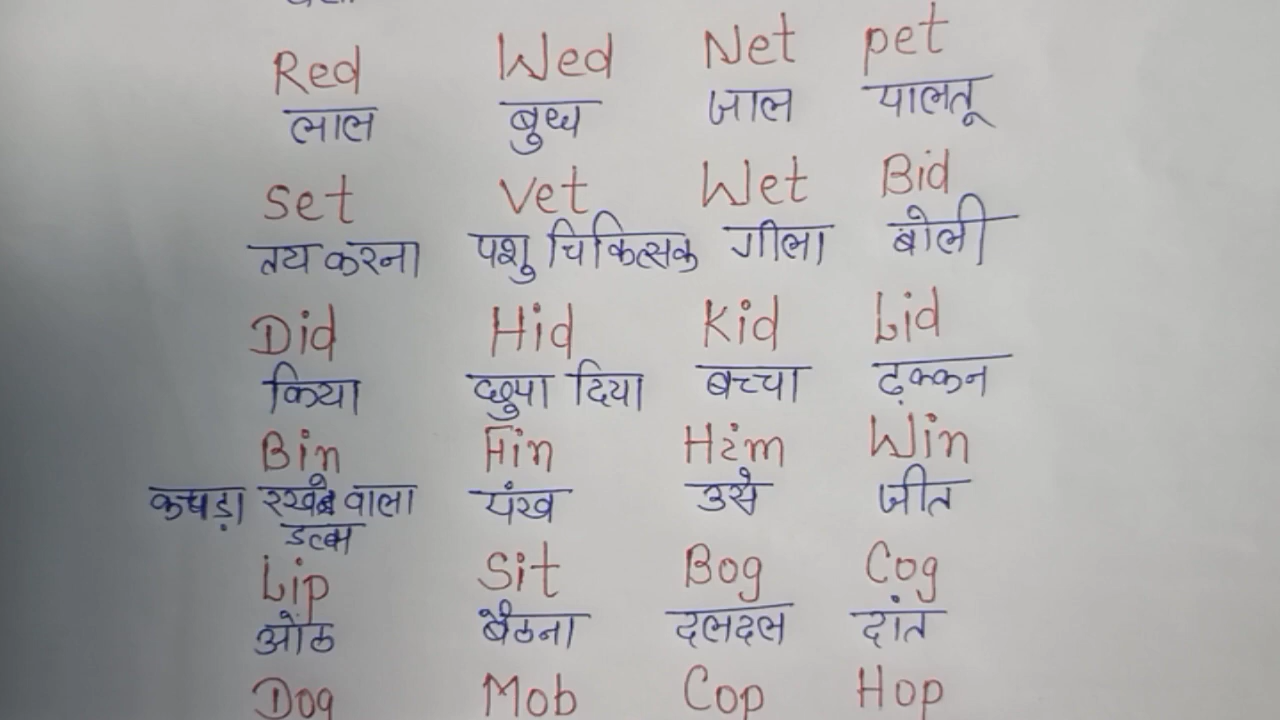 Red Wed Net pet
लाल बुध्ध जाल पालतू
set vet Wet Bid
तय करना पशु चिकित्सक गीला बोली
Did Hid Kid Lid
किया छुपा दिया बच्चा ढ़क्कन
Bin Fin Him Win
कचड़ा रखने वाला पंख उसे जीत
डब्बा
Lip Sit Bog Cog
ओंठ बैठना दलदल दांत
Dog Mob Cop Hop